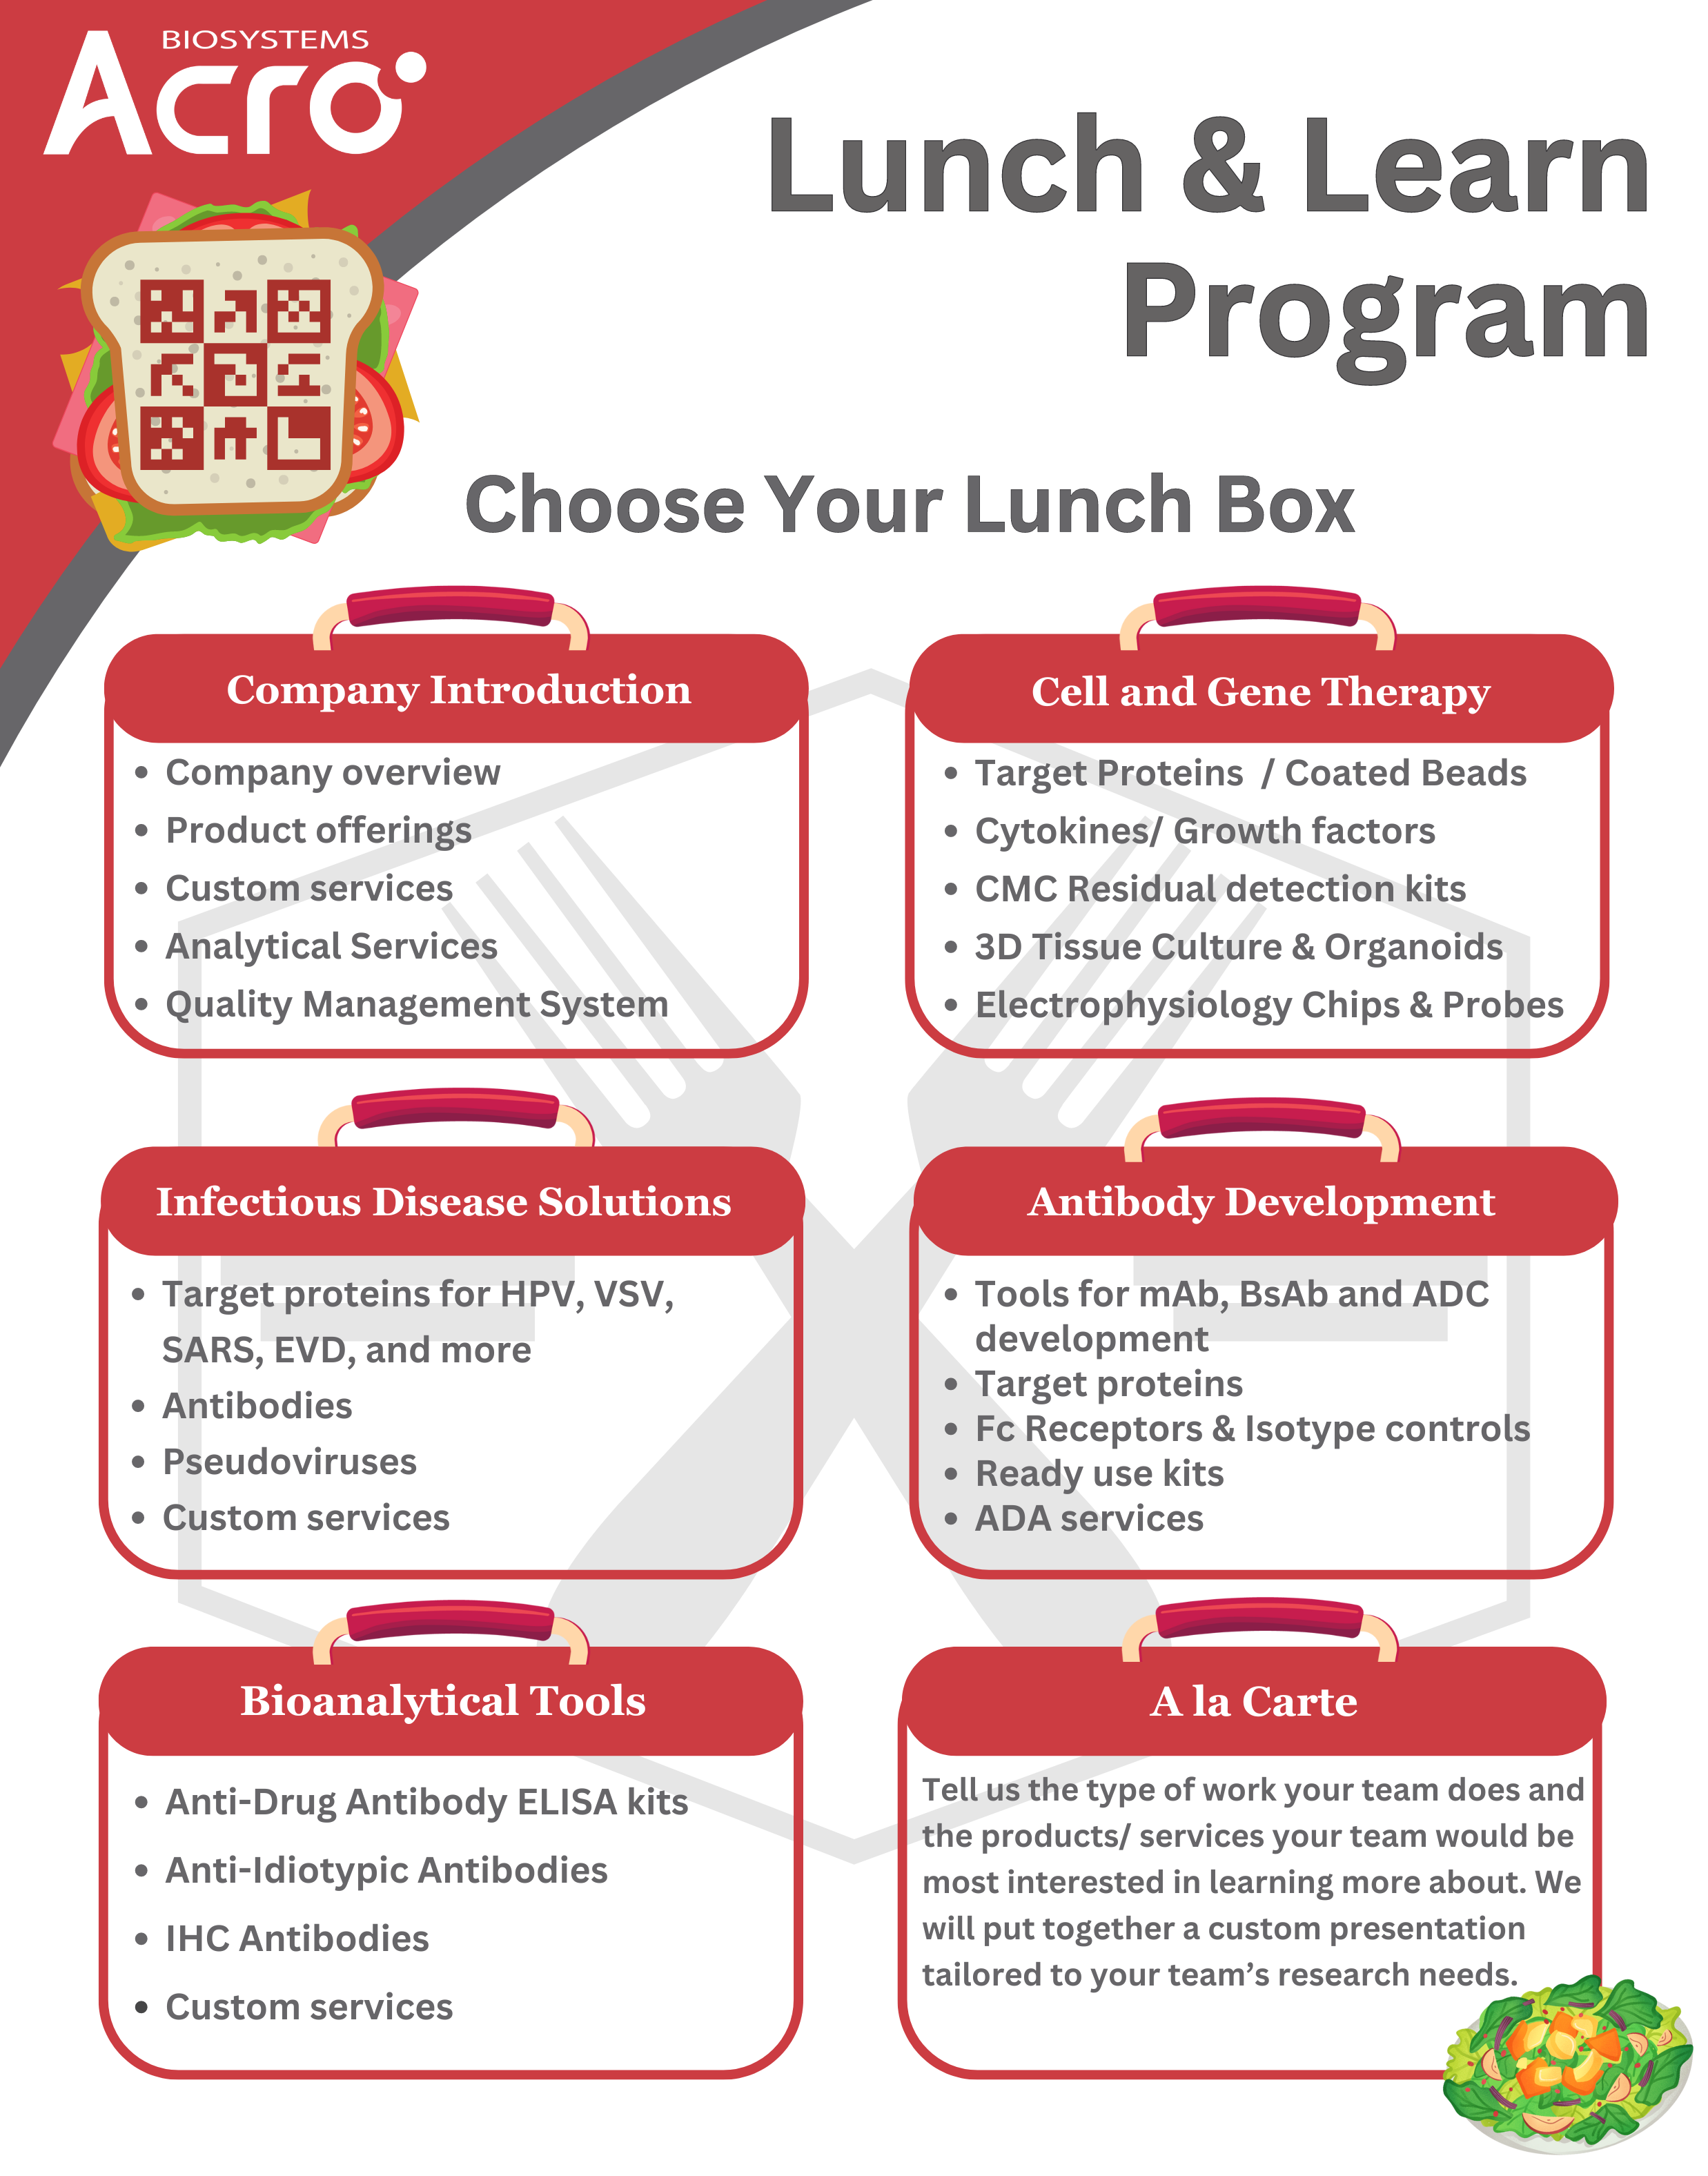 BIOSYSTEMS
Acro
Lunch & Learn
Program
Choose Your Lunch Box
Company Introduction
• Company overview
• Product offerings
• Custom services
• Analytical Services
• Quality Management System
Cell and Gene Therapy
• Target Proteins / Coated Beads
• Cytokines/ Growth factors
• CMC Residual detection kits
• 3D Tissue Culture & Organoids
• Electrophysiology Chips & Probes
Infectious Disease Solutions
• Target proteins for HPV, VSV,
SARS, EVD, and more
• Antibodies
• Pseudoviruses
• Custom services
Antibody Development
• Tools for mAb, BsAb and ADC
development
• Target proteins
• Fc Receptors & Isotype controls
• Ready use kits
• ADA services
Bioanalytical Tools
• Anti-Drug Antibody ELISA kits
• Anti-Idiotypic Antibodies
• IHC Antibodies
• Custom services
A la Carte
Tell us the type of work your team does and
the products/ services your team would be
most interested in learning more about. We
will put together a custom presentation
tailored to your team’s research needs.